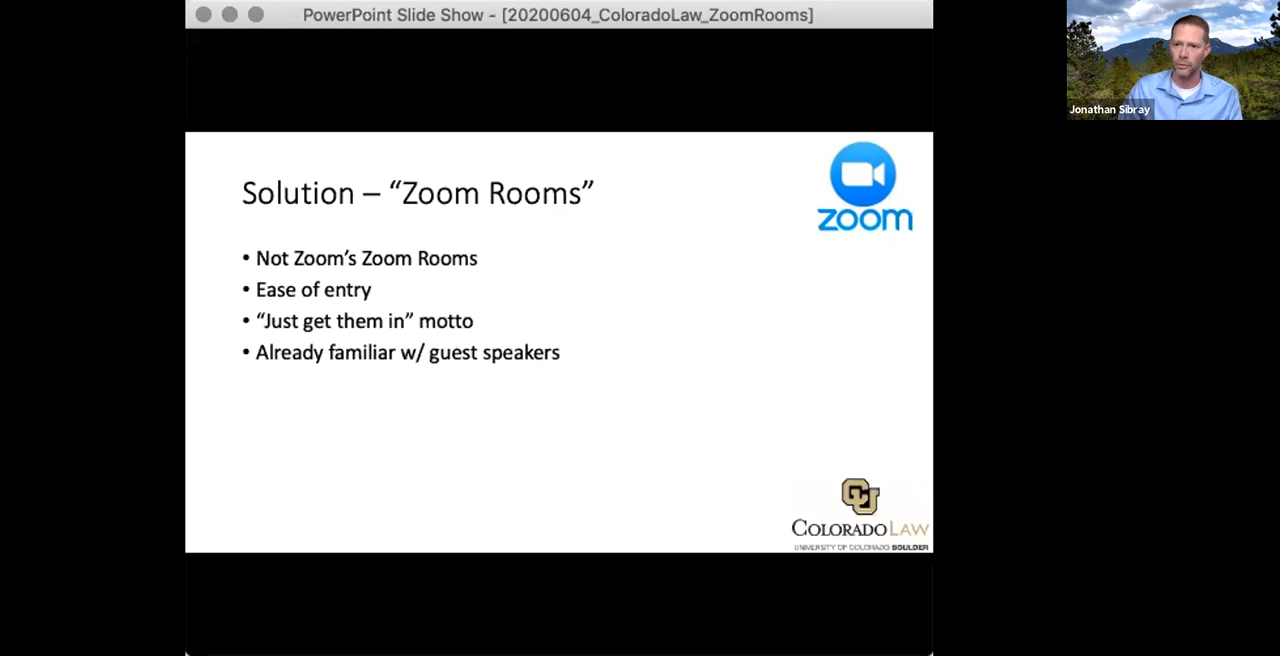 PowerPoint Slide Show - [20200604_ColoradoLaw_ZoomRooms]
Jonathan Sibray
zoom
Solution – “Zoom Rooms”
• Not Zoom’s Zoom Rooms
• Ease of entry
• “Just get them in” motto
• Already familiar w/ guest speakers
CU
COLORADO LAW
UNIVERSITY OF COLORADO BOULDER